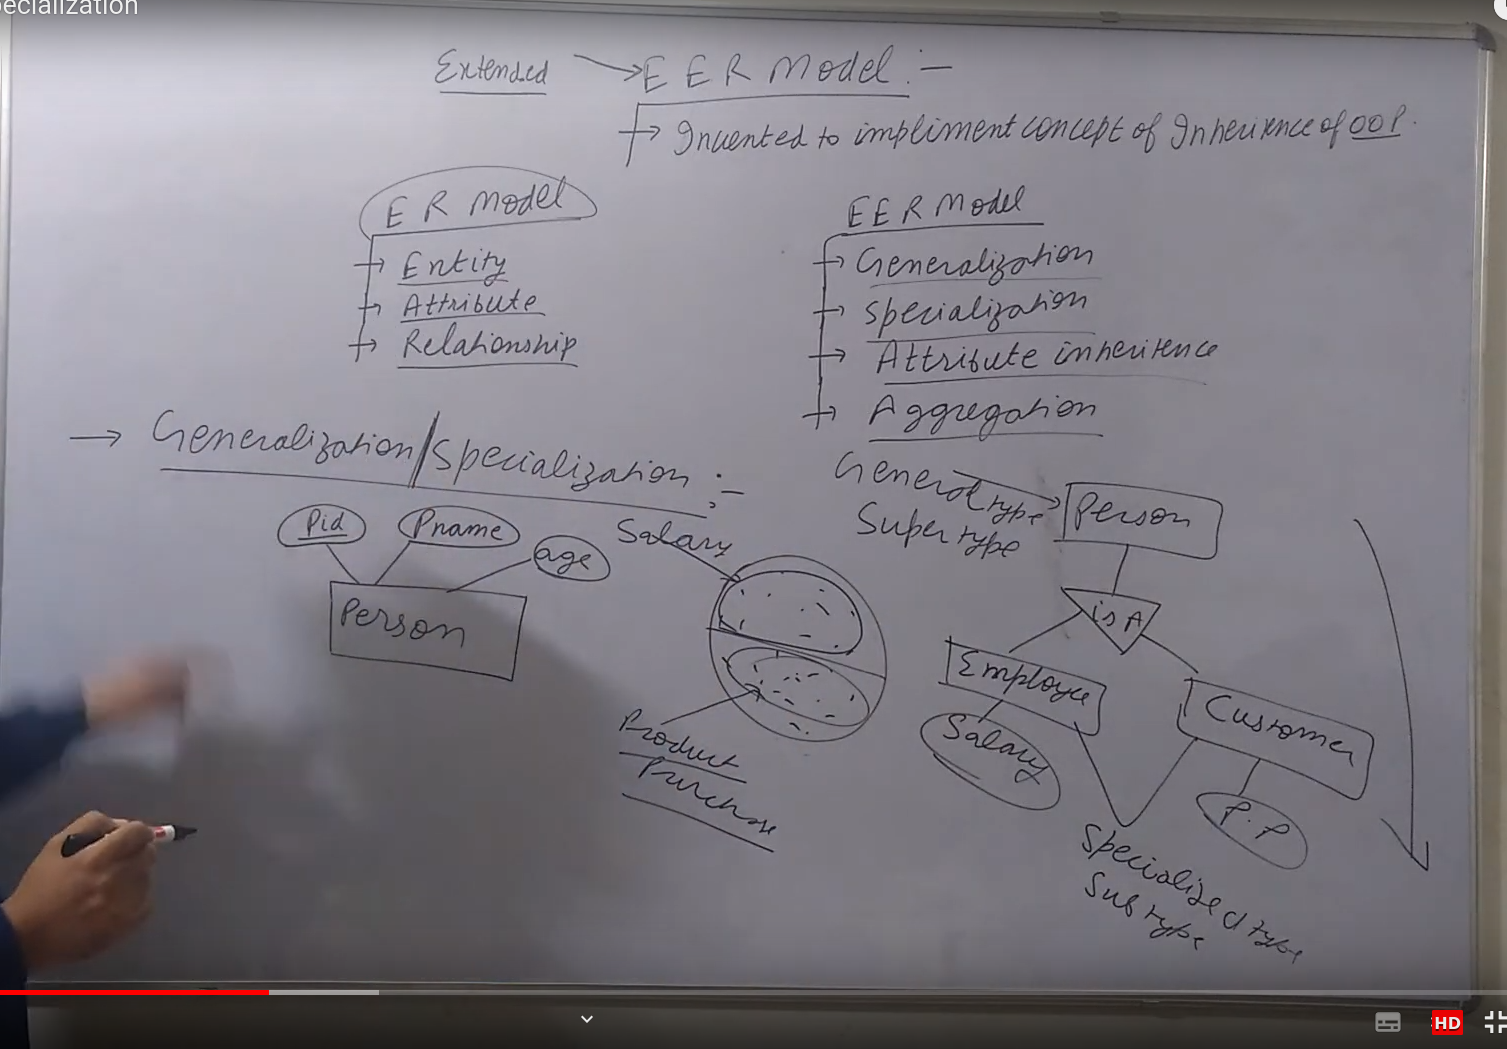 ecialization
Extended → E E R Model :-
→ Invented to impliment concept of Inheritence of OOP.
E R Model
→ Entity
→ Attribute
→ Relationship
E E R Model
→ Generalization
→ Specialization
→ Attribute inheritence
→ Aggregation
→ Generalization/Specialization :-
Pid
Pname
age
Person
Salary
Product
Purchase
General type
Super type
Person
is A
Employee
Customer
Salary
P.P
Specialized type
Sub type
HD